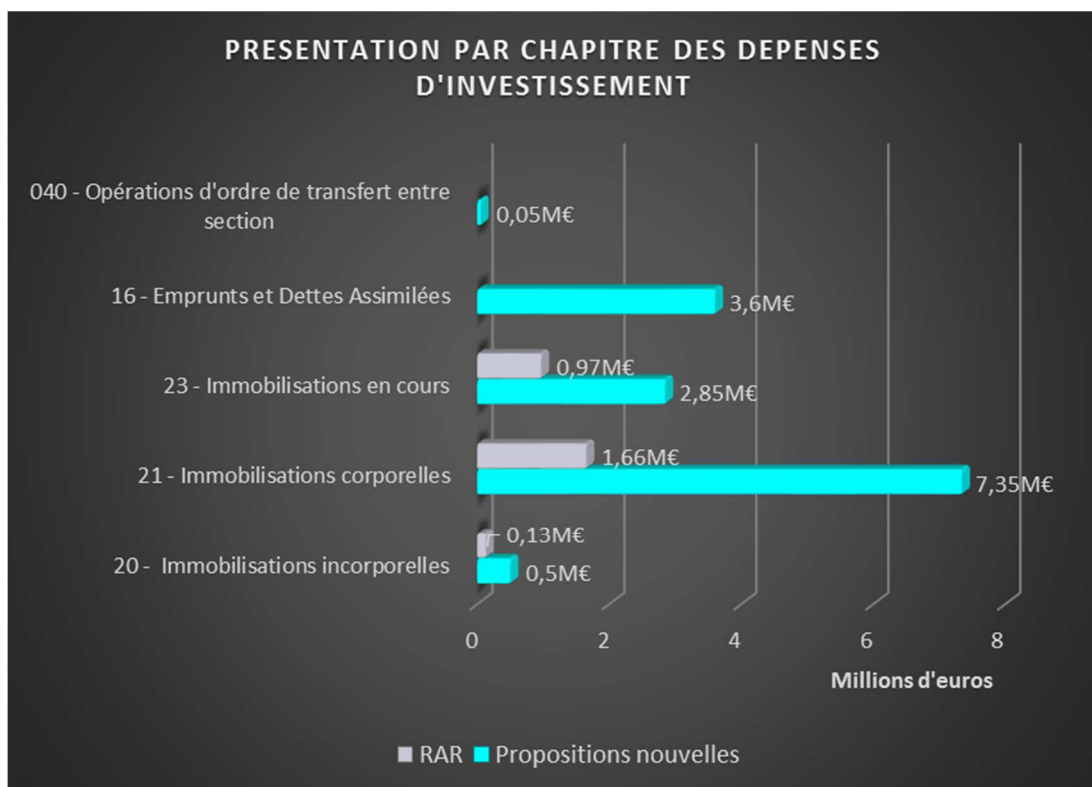 PRESENTATION PAR CHAPITRE DES DEPENSES
D'INVESTISSEMENT
040 - Opérations d'ordre de transfert entre
section
0,05M€
16 - Emprunts et Dettes Assimilées
3,6M€
23 - Immobilisations en cours
0,97M€
2,85M€
21 - Immobilisations corporelles
1,66M€
7,35M€
20 - Immobilisations incorporelles
0,13M€
0,5M€
0 2 4 6 8
Millions d'euros
RAR Propositions nouvelles